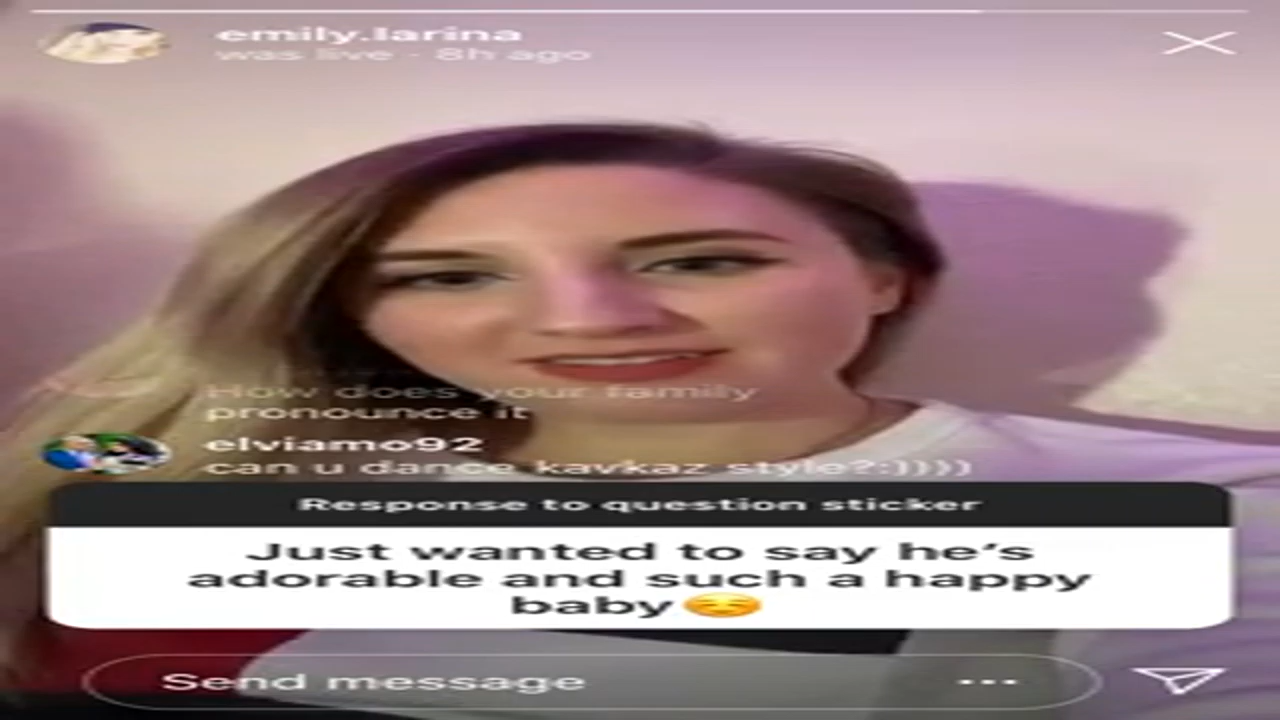 emily.larina
was live · 8h ago
How does your family
pronounce it
elviamo92
can u dance kavkaz style?:))))
Response to question sticker
Just wanted to say he's
adorable and such a happy
baby ☺️
Send message